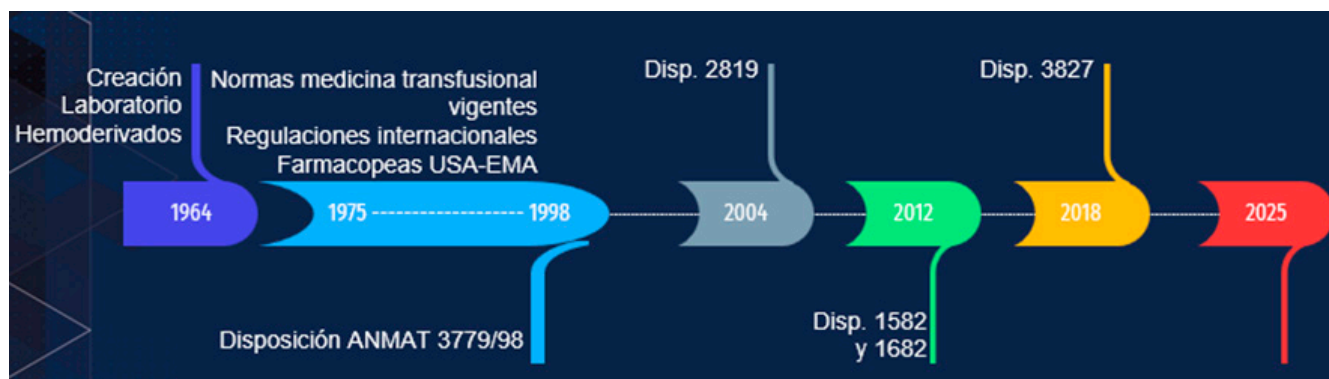 Creación
Laboratorio
Hemoderivados
Normas medicina transfusional
vigentes
Regulaciones internacionales
Farmacopeas USA-EMA
Disp. 2819
Disp. 3827
1964
1975 ------------------- 1998
2004
2012
2018
2025
Disposición ANMAT 3779/98
Disp. 1582
y 1682